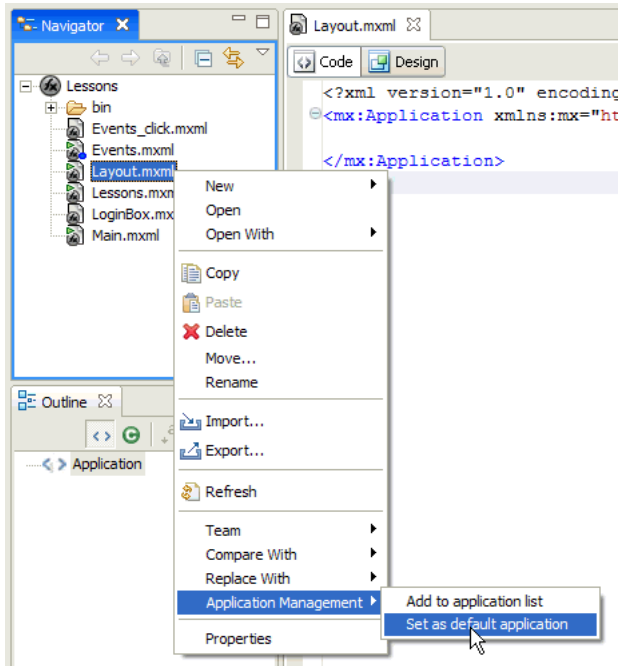 Navigator
Lessons
bin
Events_click.mxml
Events.mxml
Layout.mxml
Lessons.mxm
LoginBox.mx
Main.mxml
Layout.mxml
Code Design
<?xml version="1.0" encoding
<mx:Application xmlns:mx="ht
</mx:Application>
New
Open
Open With
Copy
Paste
Delete
Move...
Rename
Import...
Export...
Refresh
Team
Compare With
Replace With
Application Management
Properties
Add to application list
Set as default application
Outline
Application